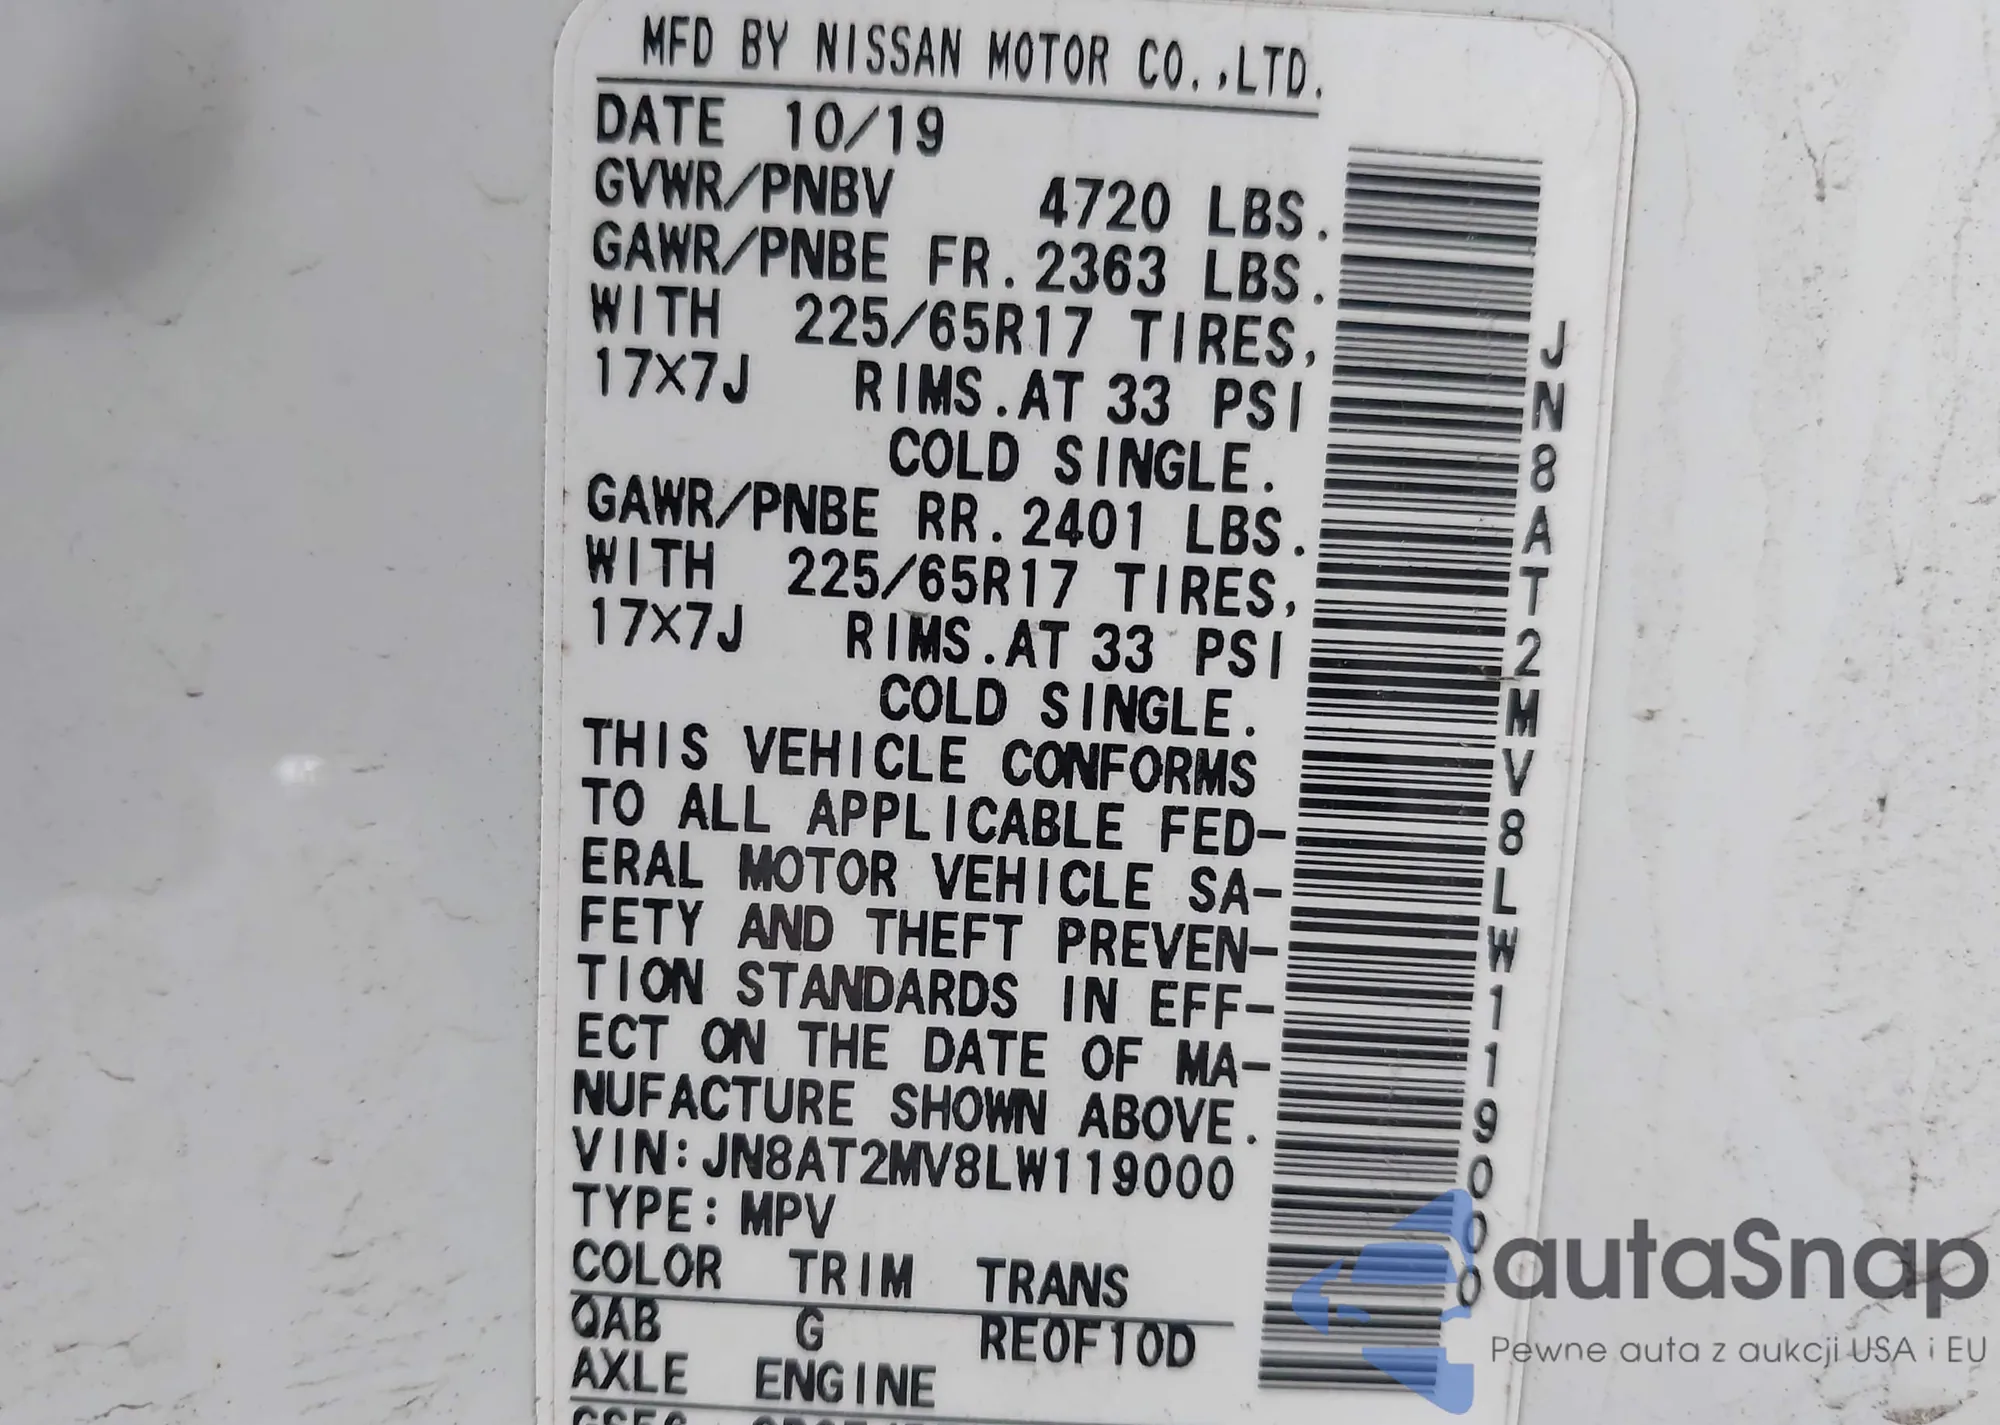 MFD BY NISSAN MOTOR CO.,LTD.
DATE 10/19
GVWR/PNBV 4720 LBS.
GAWR/PNBE FR.2363 LBS.
WITH 225/65R17 TIRES,
17X7J RIMS.AT 33 PSI
COLD SINGLE.
GAWR/PNBE RR.2401 LBS.
WITH 225/65R17 TIRES,
17X7J RIMS.AT 33 PSI
COLD SINGLE.
THIS VEHICLE CONFORMS
TO ALL APPLICABLE FED-
ERAL MOTOR VEHICLE SA-
FETY AND THEFT PREVEN-
TION STANDARDS IN EFF-
ECT ON THE DATE OF MA-
NUFACTURE SHOWN ABOVE.
VIN:JN8AT2MV8LW119000
TYPE:MPV
COLOR TRIM TRANS
QAB G RE0F10D
AXLE ENGINE
JN8AT2MV8LW119000
autaSnap
Pewne auta z aukcji USA i EU